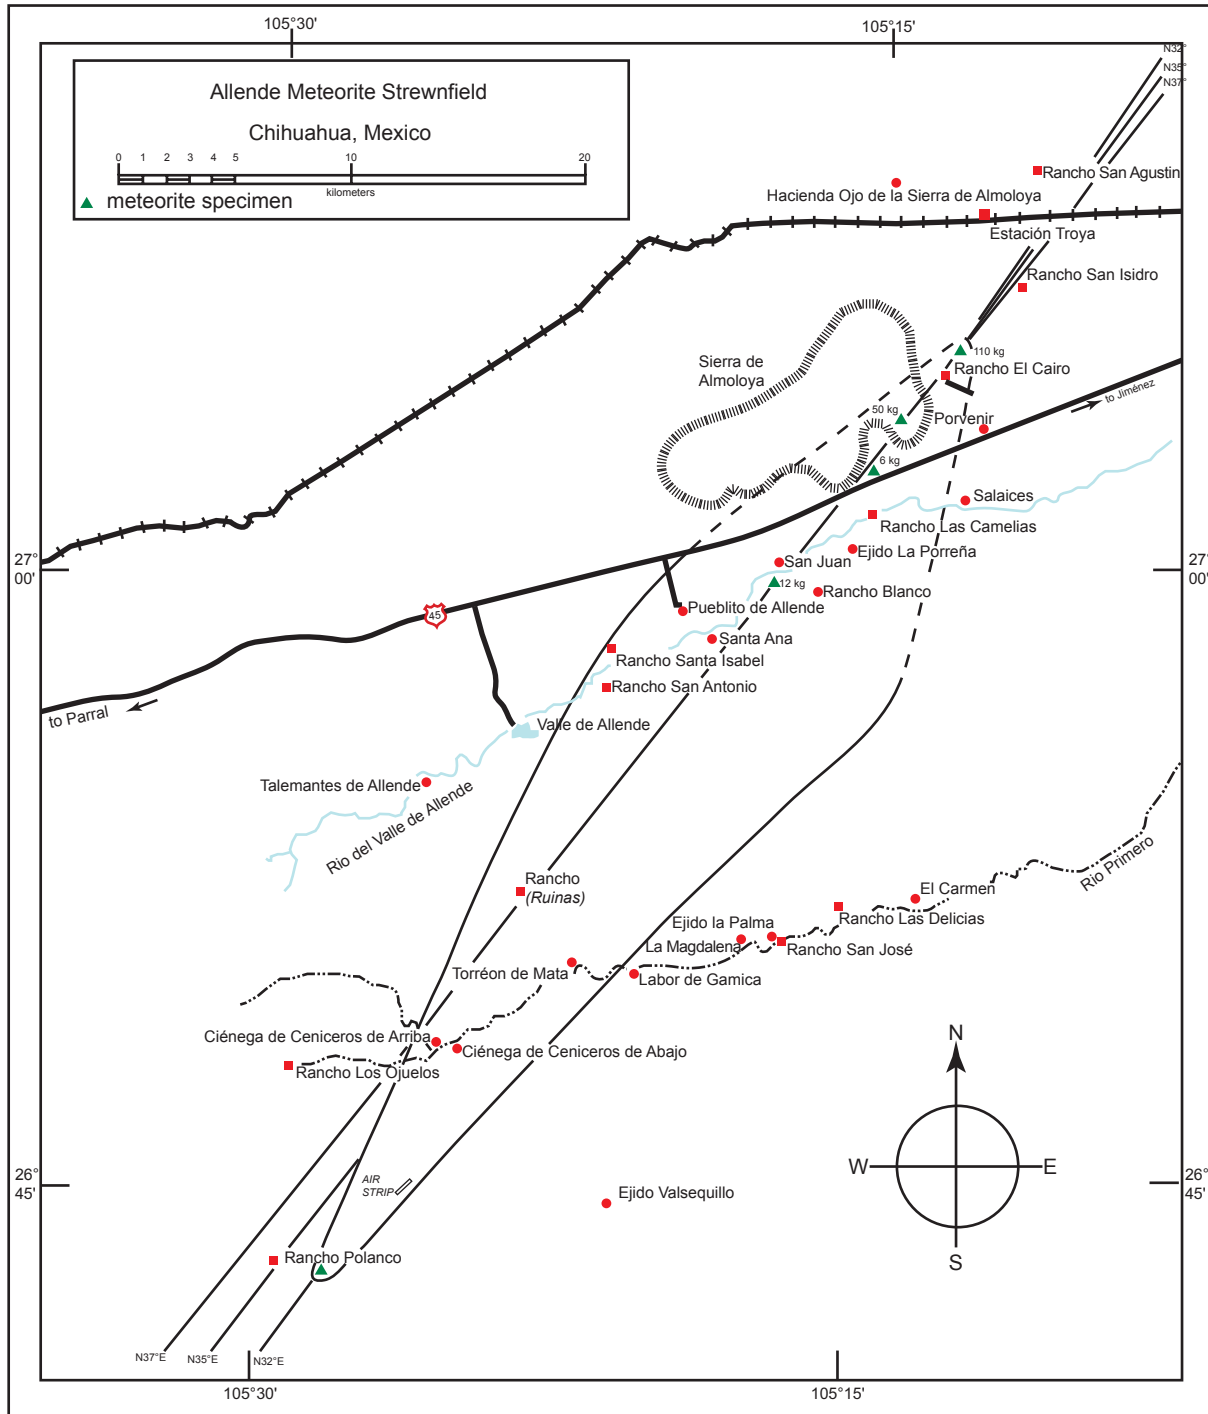 105°30'
105°15'
N32°
N35°
N37°
Allende Meteorite Strewnfield
Chihuahua, Mexico
0 1 2 3 4 5 10 20
kilometers
meteorite specimen
Rancho San Agustin
Hacienda Ojo de la Sierra de Almoloya
Estación Troya
Rancho San Isidro
110 kg
Sierra de
Almoloya
Rancho El Cairo
to Jiménez
50 kg
Porvenir
6 kg
Salaices
Rancho Las Camelias
27°
00'
Ejido La Porreña
San Juan
27°
00'
12 kg
Rancho Blanco
45
Pueblito de Allende
Santa Ana
Rancho Santa Isabel
Rancho San Antonio
to Parral
Valle de Allende
Talemantes de Allende
Rio del Valle de Allende
Rio Primero
Rancho
(Ruinas)
El Carmen
Rancho Las Delicias
Ejido la Palma
La Magdalena
Rancho San José
Torréon de Mata
Labor de Gamica
Ciénega de Ceniceros de Arriba
Ciénega de Ceniceros de Abajo
Rancho Los Ojuelos
N
W
E
S
26°
45'
AIR
STRIP
Ejido Valsequillo
26°
45'
Rancho Polanco
N37°E
N35°E
N32°E
105°30'
105°15'